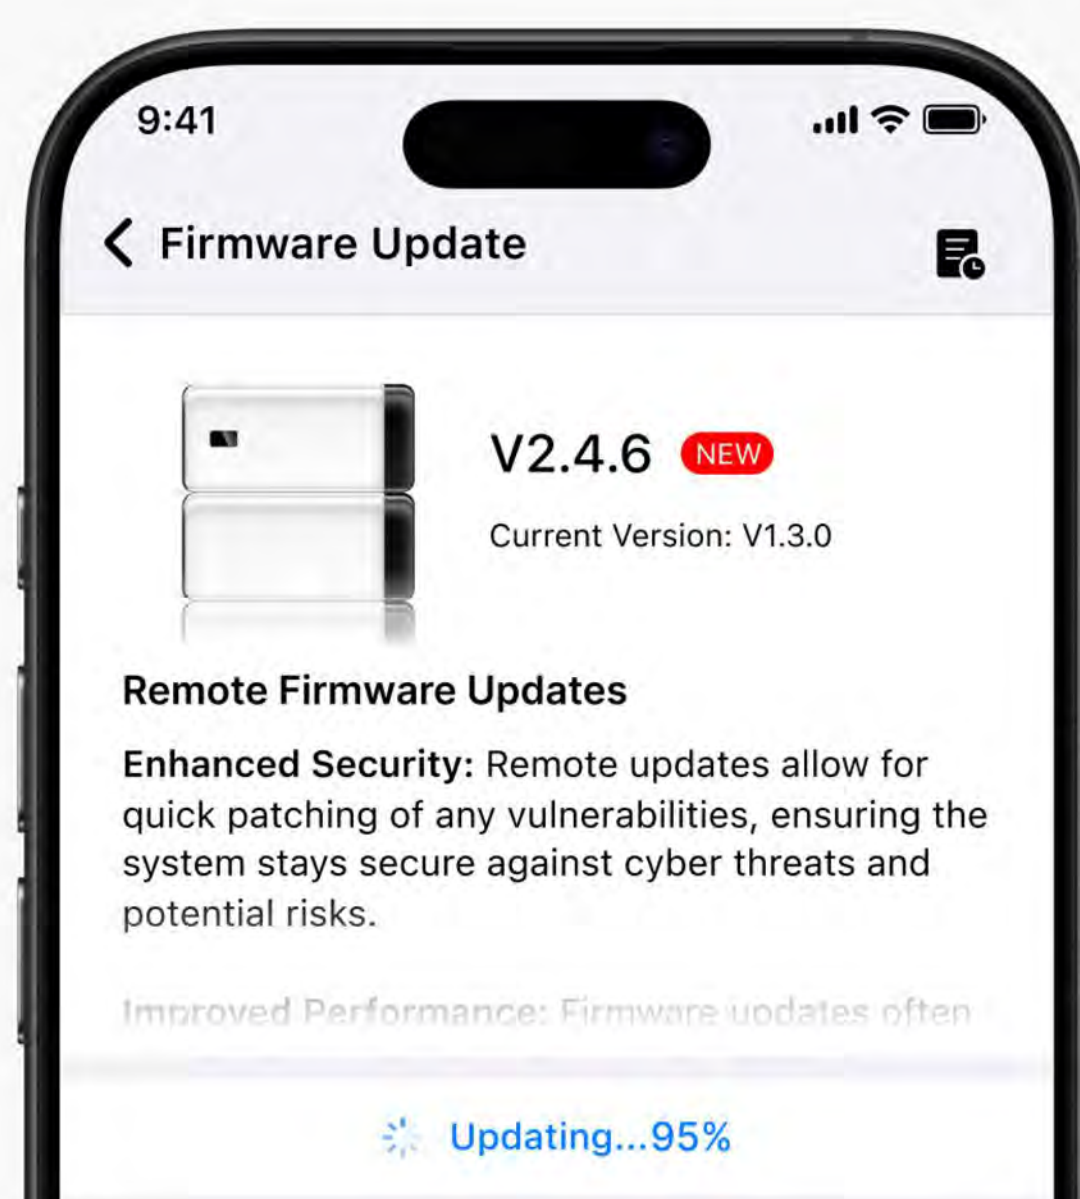 9:41
Firmware Update
V2.4.6 NEW
Current Version: V1.3.0
Remote Firmware Updates
Enhanced Security: Remote updates allow for
quick patching of any vulnerabilities, ensuring the
system stays secure against cyber threats and
potential risks.
Improved Performance: Firmware updates often
Updating...95%